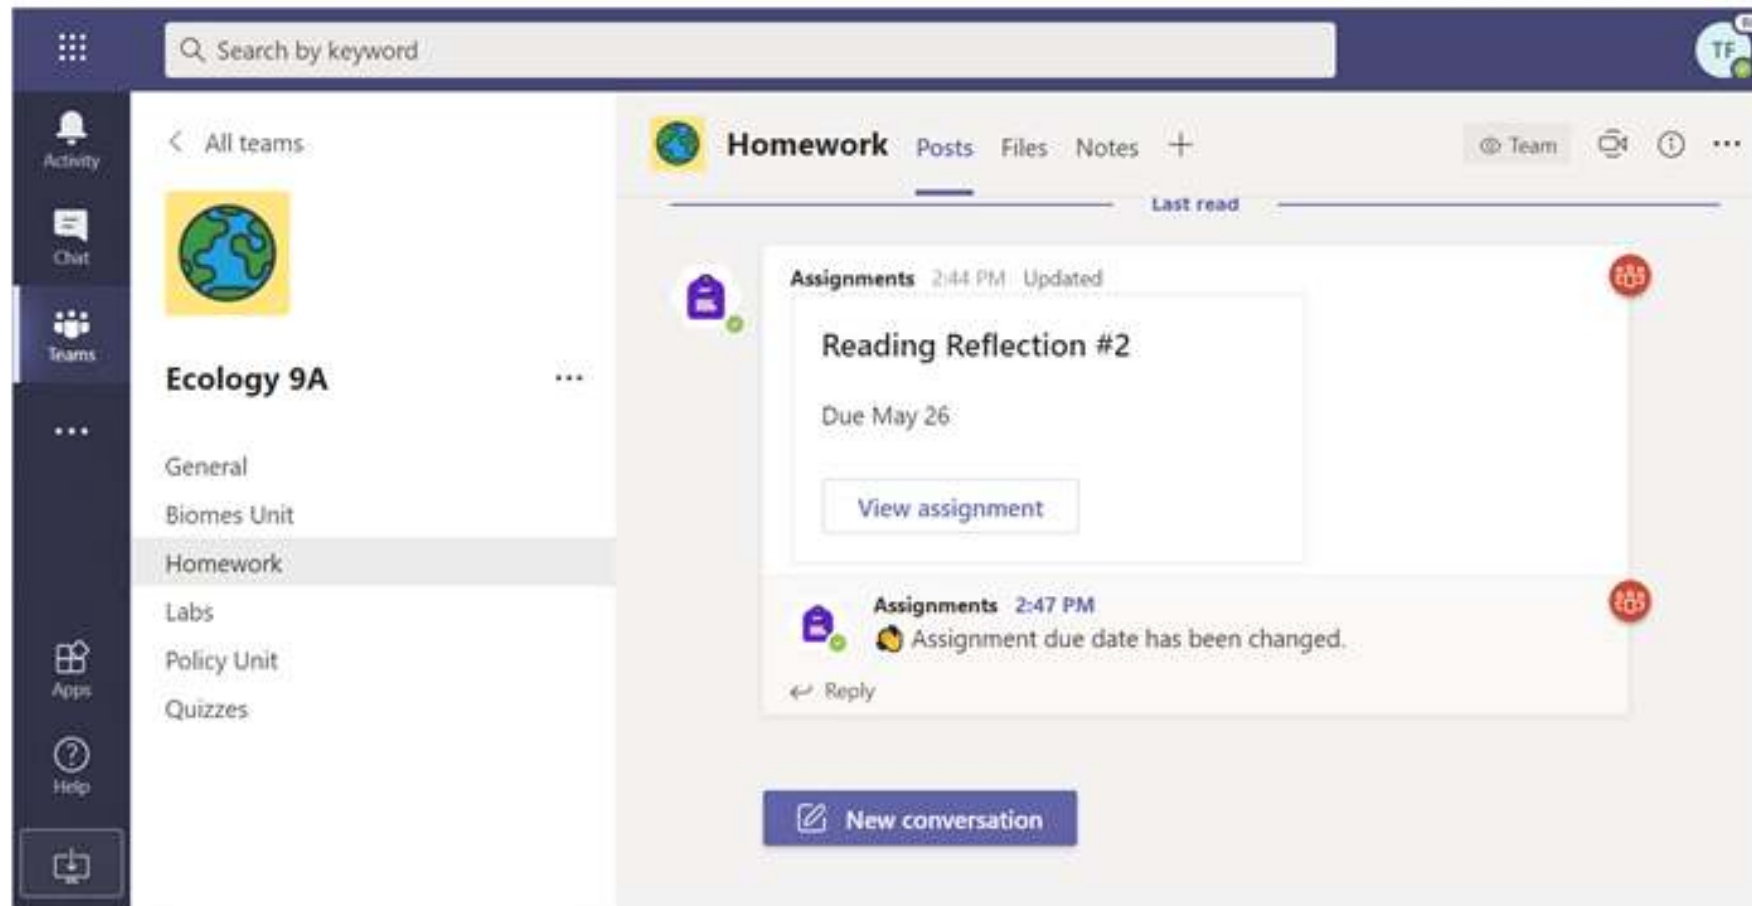 Search by keyword
TF
Activity
Chat
Teams
Apps
Help
All teams
Ecology 9A
General
Biomes Unit
Homework
Labs
Policy Unit
Quizzes
Homework Posts Files Notes
Team
Last read
Assignments 2:44 PM Updated
Reading Reflection #2
Due May 26
View assignment
Assignments 2:47 PM
Assignment due date has been changed.
Reply
New conversation